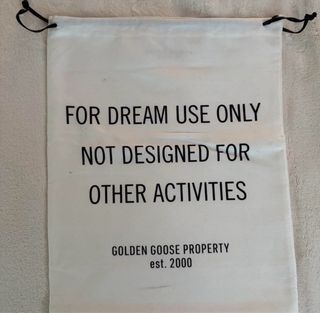 FOR DREAM USE ONLY
NOT DESIGNED FOR
OTHER ACTIVITIES
GOLDEN GOOSE PROPERTY
est. 2000